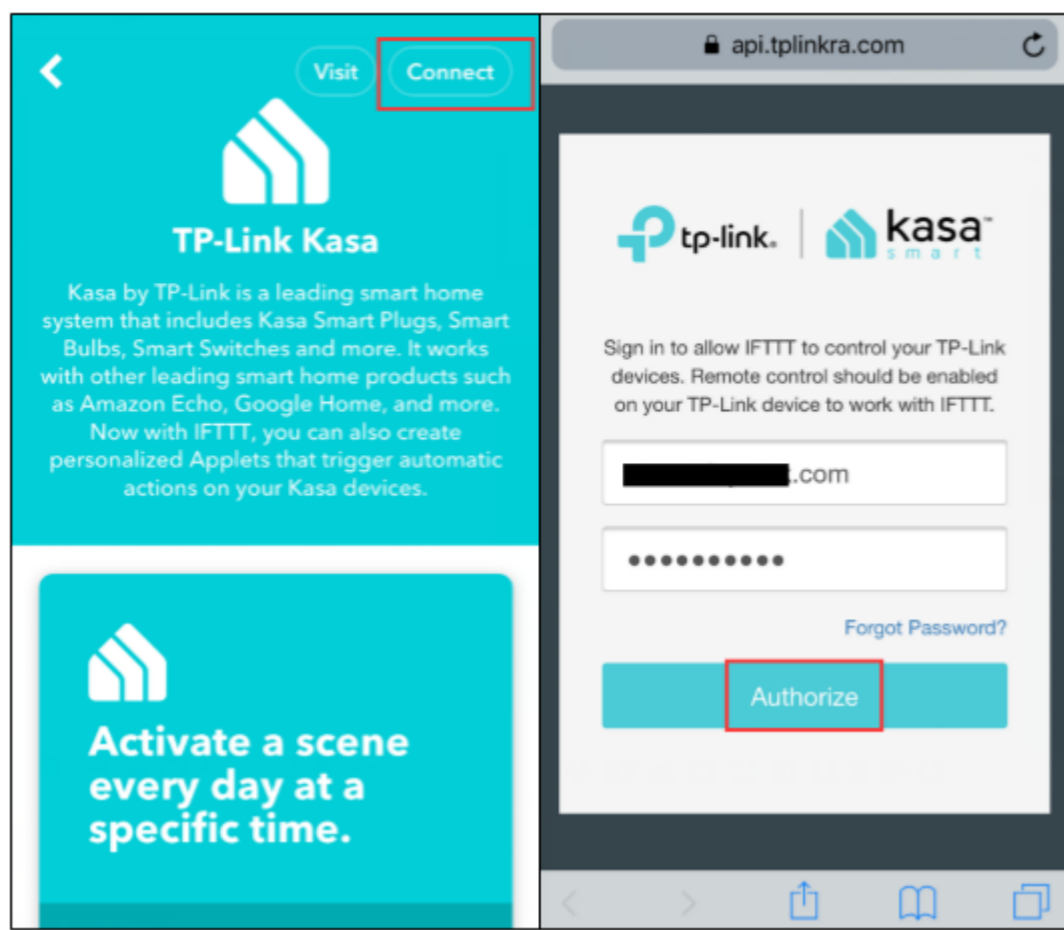 Visit
Connect
TP-Link Kasa
Kasa by TP-Link is a leading smart home
system that includes Kasa Smart Plugs, Smart
Bulbs, Smart Switches and more. It works
with other leading smart home products such
as Amazon Echo, Google Home, and more.
Now with IFTTT, you can also create
personalized Applets that trigger automatic
actions on your Kasa devices.
Activate a scene
every day at a
specific time.
api.tplinkra.com
tp-link® | kasa™
smart
Sign in to allow IFTTT to control your TP-Link
devices. Remote control should be enabled
on your TP-Link device to work with IFTTT.
.com
••••••••••
Forgot Password?
Authorize